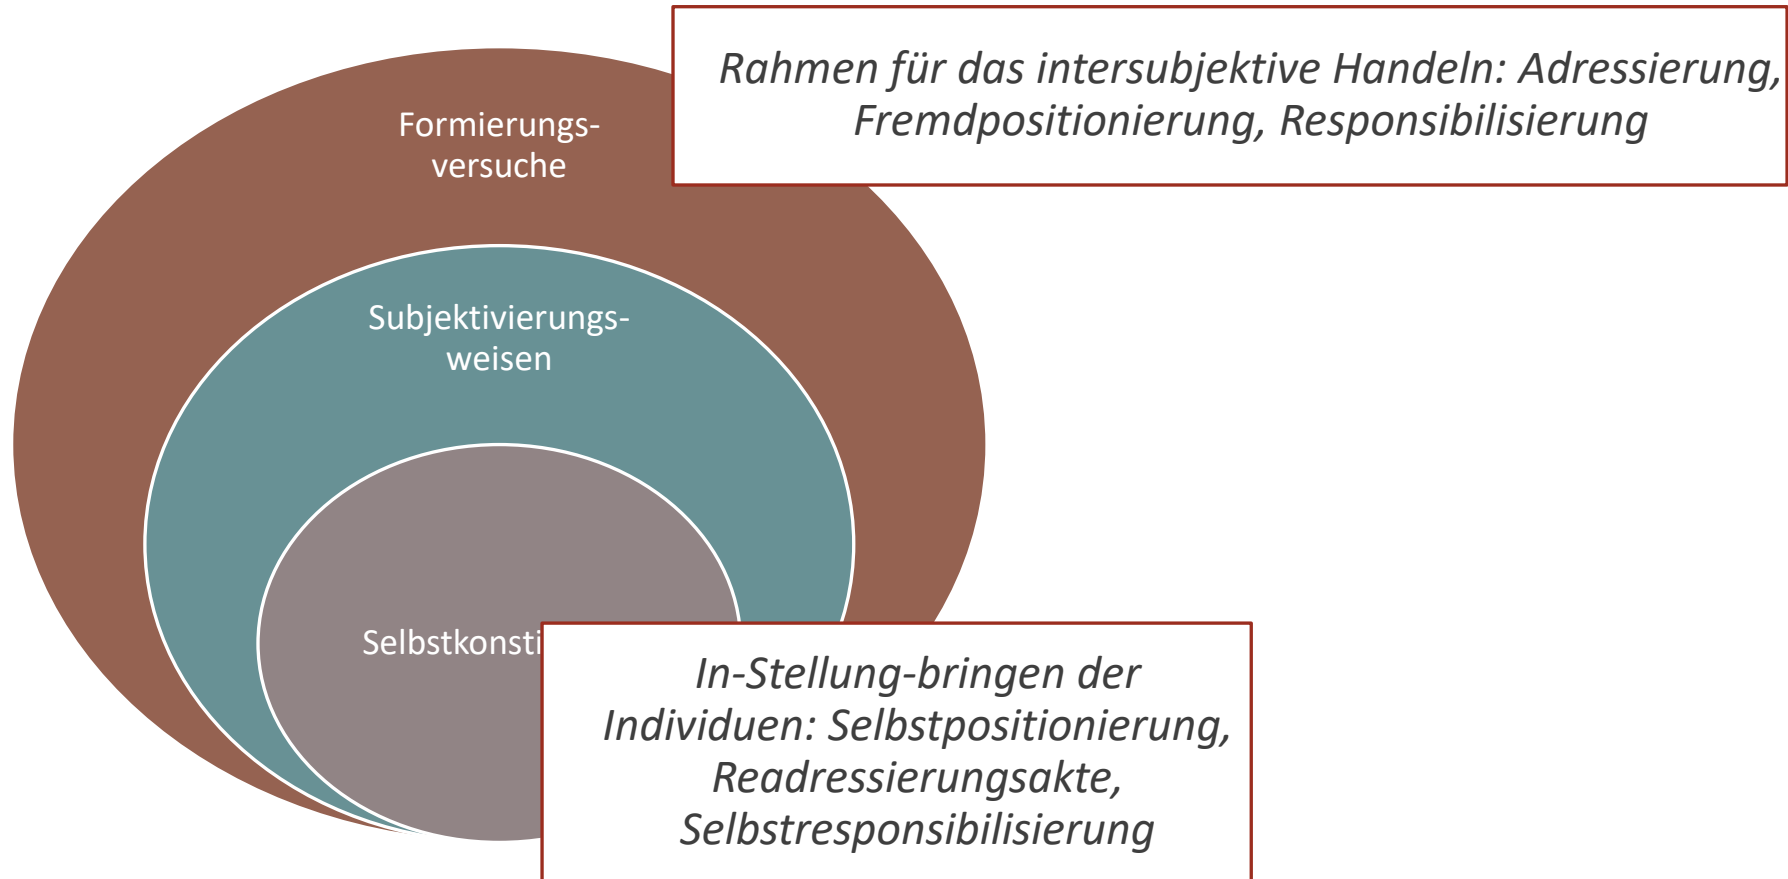 Rahmen für das intersubjektive Handeln: Adressierung,
Fremdpositionierung, Responsibilisierung
Formierungs-
versuche
Subjektivierungs-
weisen
Selbstkonsti
In-Stellung-bringen der
Individuen: Selbstpositionierung,
Readressierungsakte,
Selbstresponsibilisierung